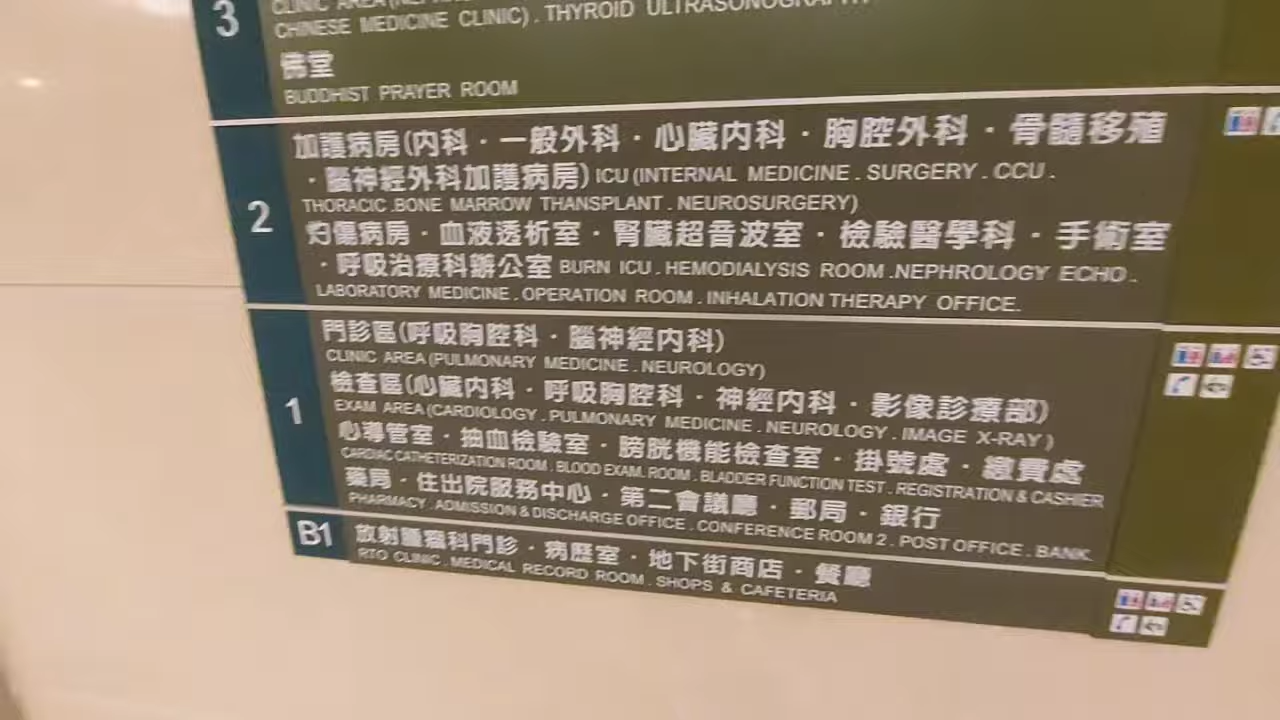 3
CLINIC AREA
CHINESE MEDICINE CLINIC) . THYROID ULTRASONOGRAPHY
佛堂
BUDDHIST PRAYER ROOM
2
加護病房(內科・一般外科・心臟內科・胸腔外科・骨髓移殖
・腦神經外科加護病房) ICU (INTERNAL MEDICINE . SURGERY . CCU .
THORACIC .BONE MARROW THANSPLANT . NEUROSURGERY)
灼傷病房・血液透析室・腎臟超音波室・檢驗醫學科・手術室
・呼吸治療科辦公室 BURN ICU . HEMODIALYSIS ROOM .NEPHROLOGY ECHO .
LABORATORY MEDICINE . OPERATION ROOM . INHALATION THERAPY OFFICE.
1
門診區(呼吸胸腔科・腦神經內科)
CLINIC AREA (PULMONARY MEDICINE . NEUROLOGY)
檢查區(心臟內科・呼吸胸腔科・神經內科・影像診療部)
EXAM AREA (CARDIOLOGY . PULMONARY MEDICINE . NEUROLOGY . IMAGE X-RAY )
心導管室・抽血檢驗室・膀胱機能檢查室・掛號處・繳費處
CARDIAC CATHETERIZATION ROOM . BLOOD EXAM. ROOM . BLADDER FUNCTION TEST . REGISTRATION & CASHIER
藥局・住出院服務中心・第二會議廳・郵局・銀行
PHARMACY . ADMISSION & DISCHARGE OFFICE . CONFERENCE ROOM 2 . POST OFFICE . BANK
B1
放射腫瘤科門診・病歷室・地下街商店・餐廳
RTO CLINIC . MEDICAL RECORD ROOM . SHOPS & CAFETERIA